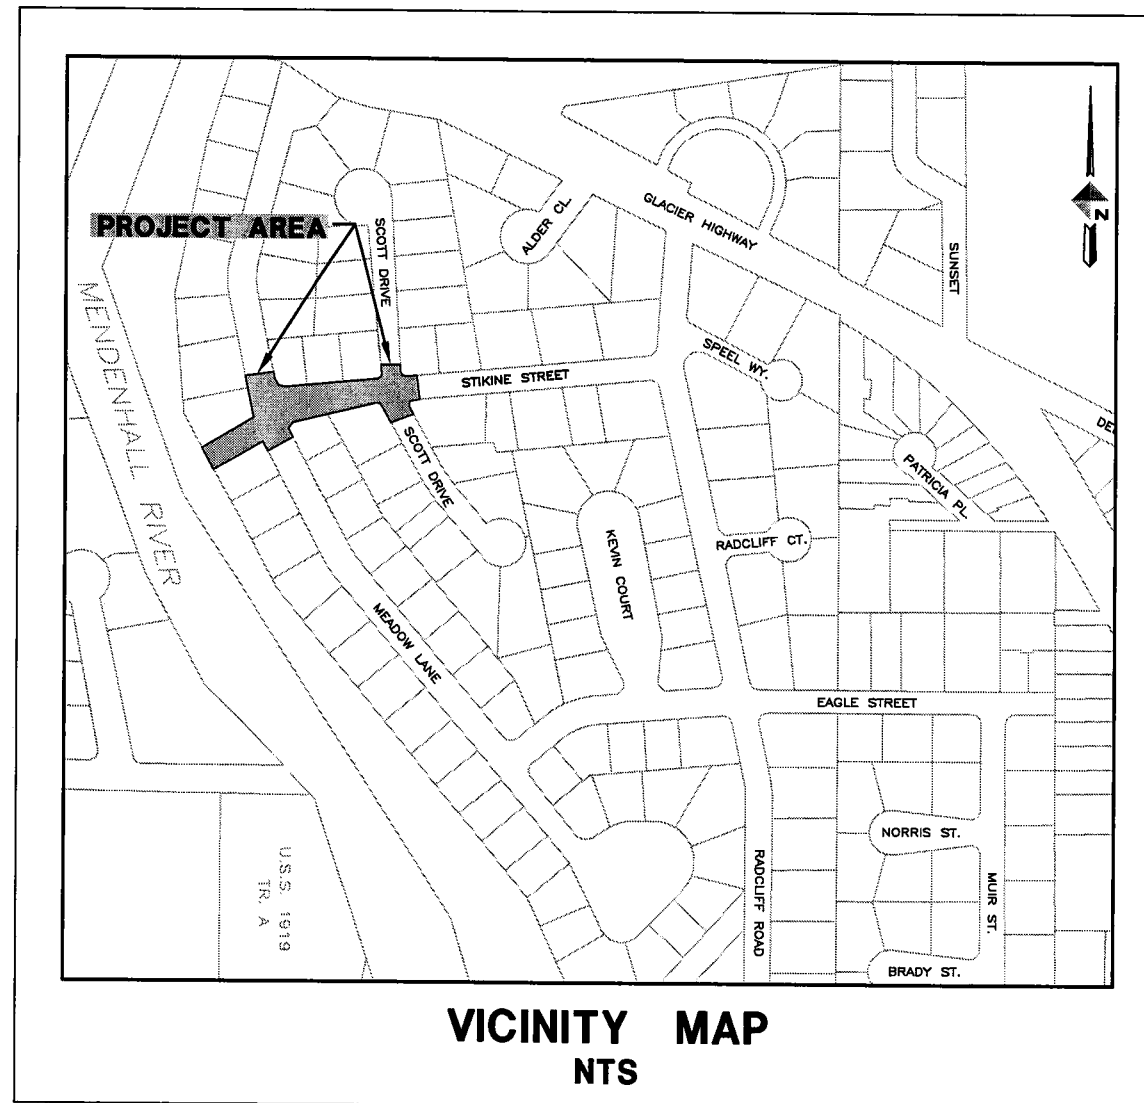 GLACIER HIGHWAY
ALDER CL.
SCOTT DRIVE
PROJECT AREA
N
SUNSET
MENDENHALL RIVER
SPEEL WY.
STIKINE STREET
DE
SCOTT DRIVE
PATRICIA PL.
RADCLIFF CT.
KEVIN COURT
MEADOW LANE
EAGLE STREET
NORRIS ST.
U.S.S. 1919
TR. A
RADCLIFF ROAD
MUIR ST.
BRADY ST.
VICINITY MAP
NTS